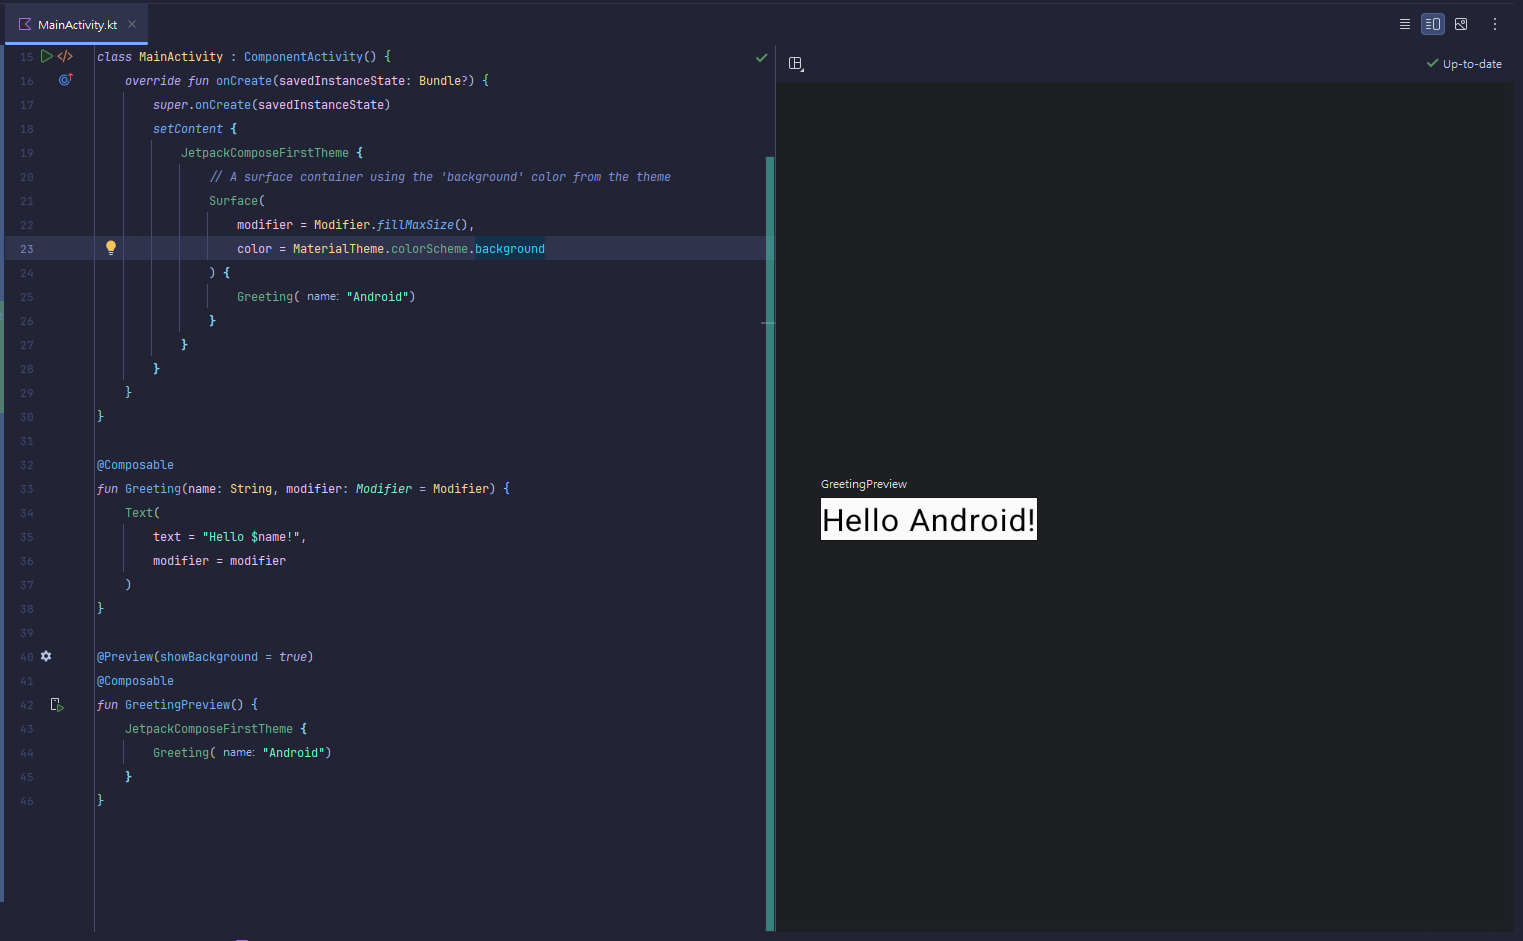 MainActivity.kt
15 class MainActivity : ComponentActivity() {
16 override fun onCreate(savedInstanceState: Bundle?) {
17 super.onCreate(savedInstanceState)
18 setContent {
19 JetpackComposeFirstTheme {
20 // A surface container using the 'background' color from the theme
21 Surface(
22 modifier = Modifier.fillMaxSize(),
23 color = MaterialTheme.colorScheme.background
24 ) {
25 Greeting( name: "Android")
26 }
27 }
28 }
29 }
30 }
31
32 @Composable
33 fun Greeting(name: String, modifier: Modifier = Modifier) {
34 Text(
35 text = "Hello $name!",
36 modifier = modifier
37 )
38 }
39
40 @Preview(showBackground = true)
41 @Composable
42 fun GreetingPreview() {
43 JetpackComposeFirstTheme {
44 Greeting( name: "Android")
45 }
46 }
Up-to-date
GreetingPreview
Hello Android!